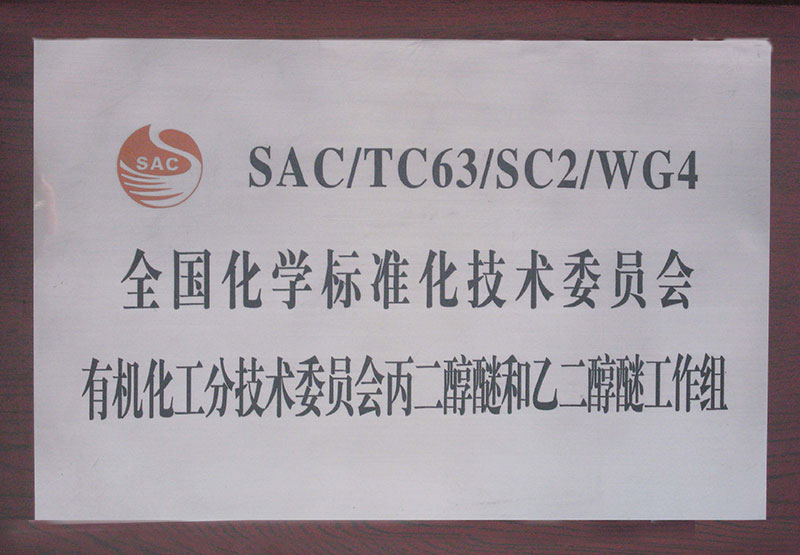 SAC SAC/TC63/SC2/WG4
全国化学标准化技术委员会
有机化工分技术委员会丙二醇醚和乙二醇醚工作组